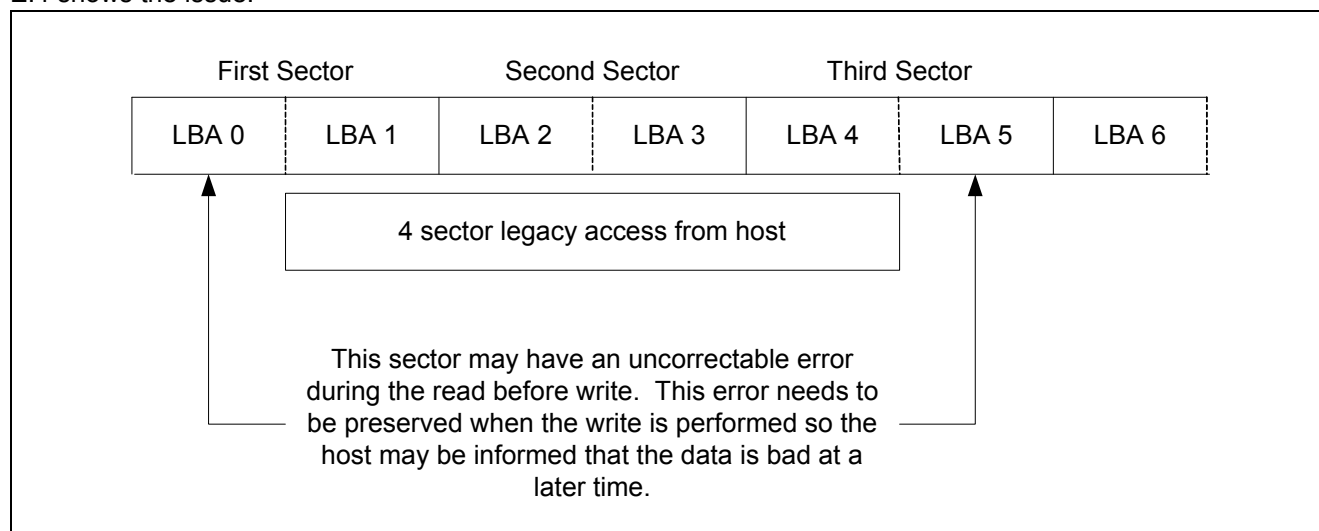 E.4 shows the issue.
First Sector Second Sector Third Sector
LBA 0 LBA 1 LBA 2 LBA 3 LBA 4 LBA 5 LBA 6
4 sector legacy access from host
This sector may have an uncorrectable error
during the read before write. This error needs to
be preserved when the write is performed so the
host may be informed that the data is bad at a
later time.